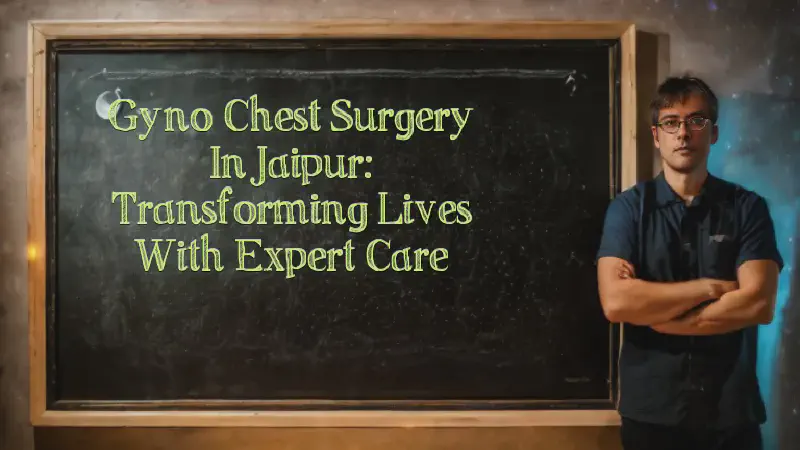 Gyno Chest Surgery
In Jaipur:
Transforming Lives
With Expert Care